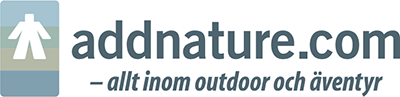 addnature.com
– allt inom outdoor och äventyr